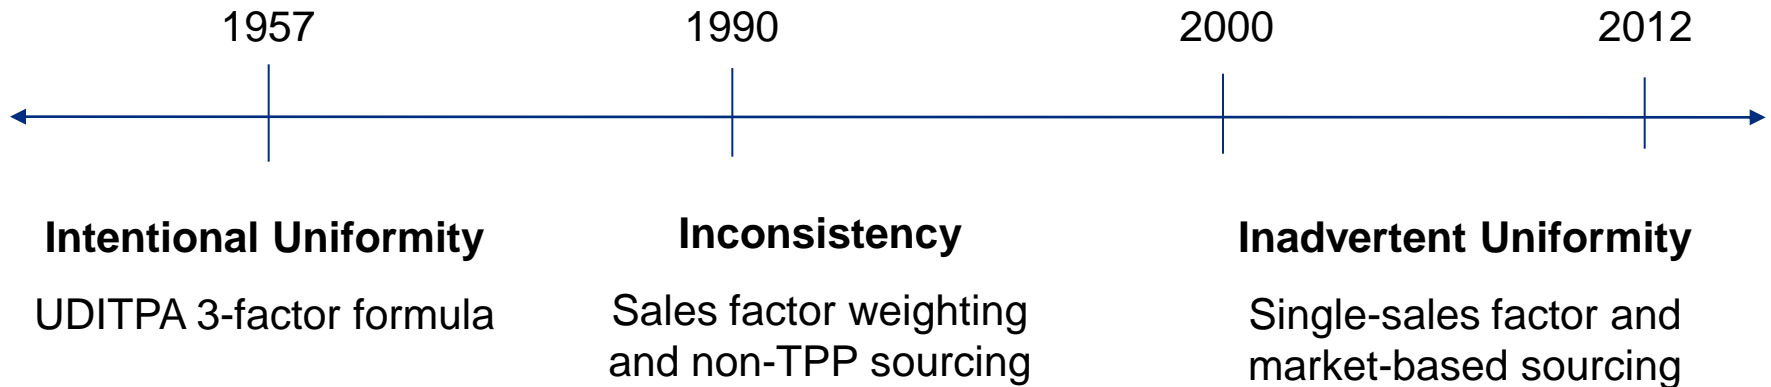 1957
1990
2000
2012
Intentional Uniformity
UDITPA 3-factor formula
Inconsistency
Sales factor weighting
and non-TPP sourcing
Inadvertent Uniformity
Single-sales factor and
market-based sourcing